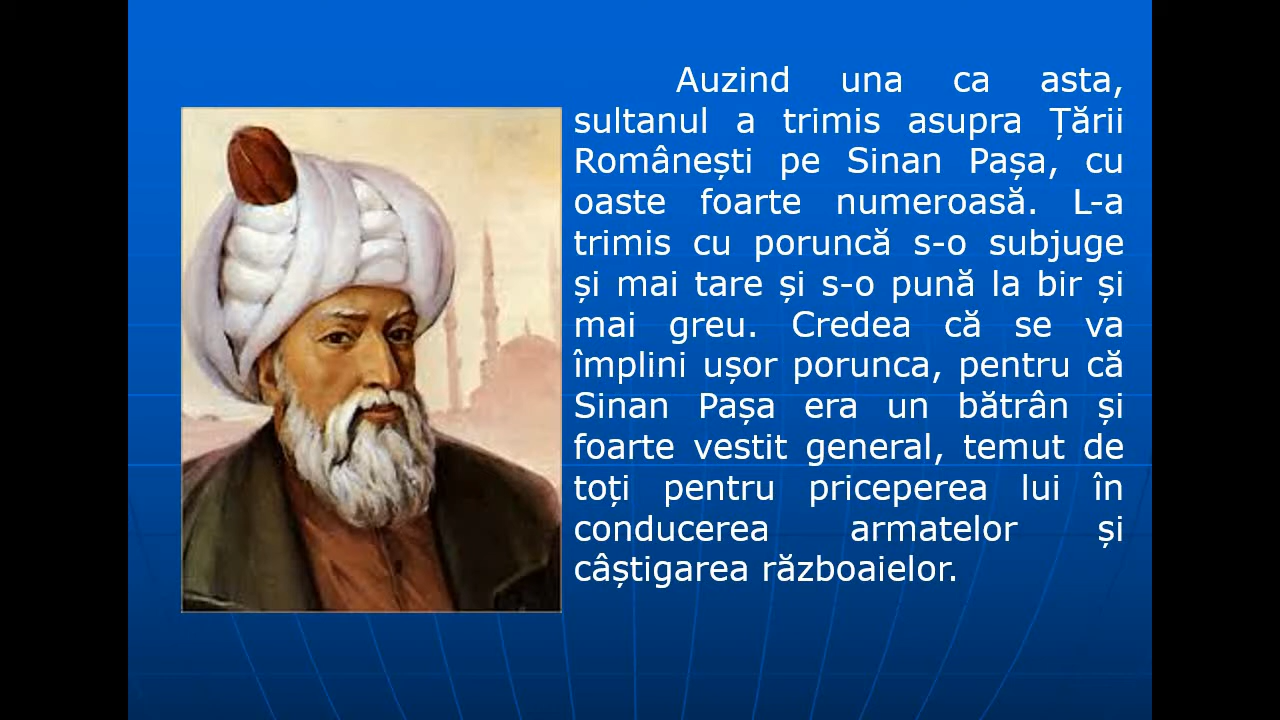 Auzind una ca asta,
sultanul a trimis asupra Țării
Românești pe Sinan Pașa, cu
oaste foarte numeroasă. L-a
trimis cu poruncă s-o subjuge
și mai tare și s-o pună la bir și
mai greu. Credea că se va
împlini ușor porunca, pentru că
Sinan Pașa era un bătrân și
foarte vestit general, temut de
toți pentru priceperea lui în
conducerea armatelor și
câștigarea războaielor.